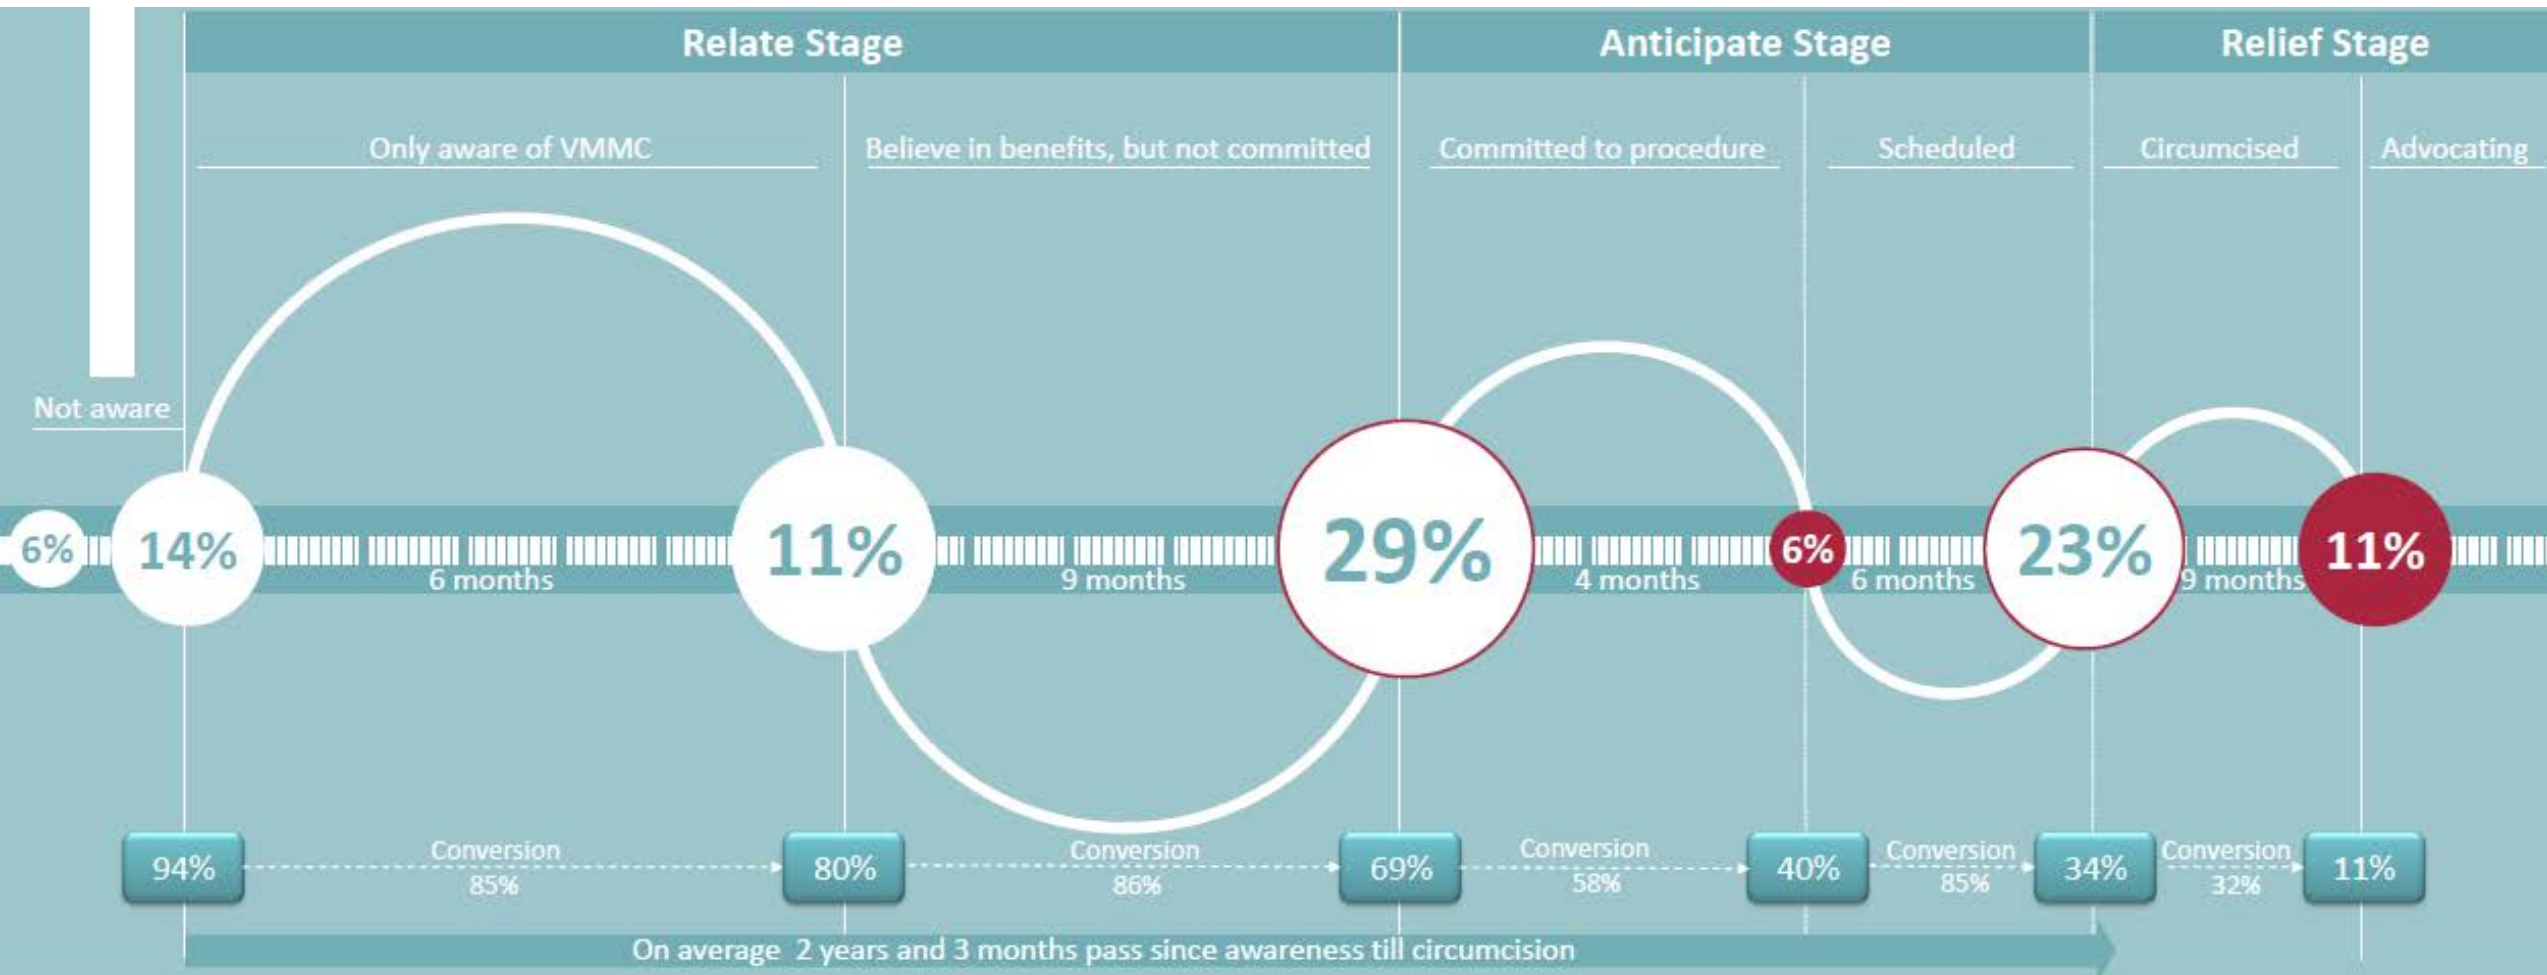 Relate Stage
Anticipate Stage
Relief Stage
Only aware of VMMC
Believe in benefits, but not committed
Committed to procedure
Scheduled
Circumcised
Advocating
Not aware
6%
14%
11%
29%
6%
23%
11%
6 months
9 months
4 months
6 months
9 months
94%
Conversion
85%
80%
Conversion
86%
69%
Conversion
58%
40%
Conversion
85%
34%
Conversion
32%
11%
On average 2 years and 3 months pass since awareness till circumcision